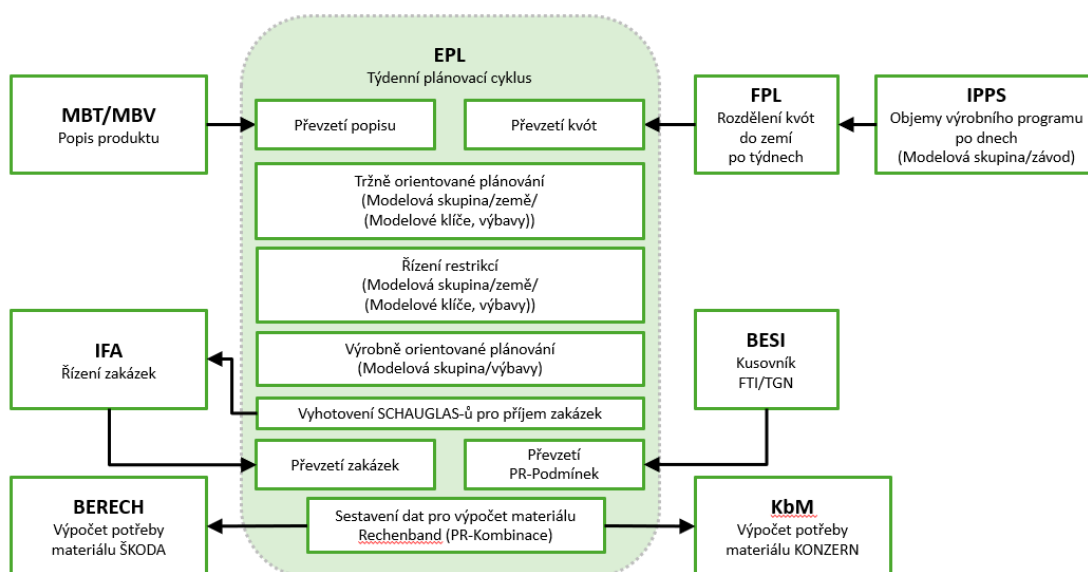 EPL
Týdenní plánovací cyklus
MBT/MBV
Popis produktu
Převzetí popisu
Převzetí kvót
FPL
Rozdělení kvót
do zemí
po týdnech
IPPS
Objemy výrobního programu
po dnech
(Modelová skupina/závod)
Tržně orientované plánování
(Modelová skupina/země/
(Modelové klíče, výbavy))
Řízení restrikcí
(Modelová skupina/země/
(Modelové klíče, výbavy))
IFA
Řízení zakázek
Výrobně orientované plánování
(Modelová skupina/výbavy)
BESI
Kusovník
FTI/TGN
Vyhotovení SCHAUGLAS-ů pro příjem zakázek
Převzetí zakázek
Převzetí
PR-Podmínek
BERECH
Výpočet potřeby
materiálu ŠKODA
Sestavení dat pro výpočet materiálu
Rechenband (PR-Kombinace)
KbM
Výpočet potřeby
materiálu KONZERN